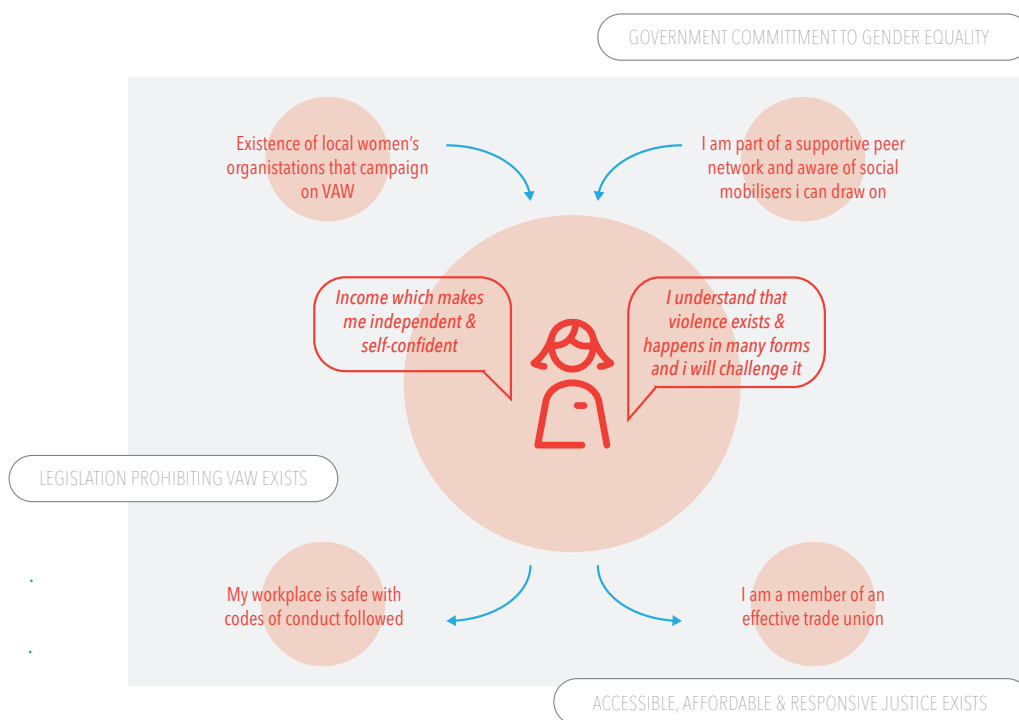 GOVERNMENT COMMITTMENT TO GENDER EQUALITY
Existence of local women's
organistations that campaign
on VAW
I am part of a supportive peer
network and aware of social
mobilisers i can draw on
Income which makes
me independent &
self-confident
I understand that
violence exists &
happens in many forms
and i will challenge it
LEGISLATION PROHIBITING VAW EXISTS
My workplace is safe with
codes of conduct followed
I am a member of an
effective trade union
ACCESSIBLE, AFFORDABLE & RESPONSIVE JUSTICE EXISTS